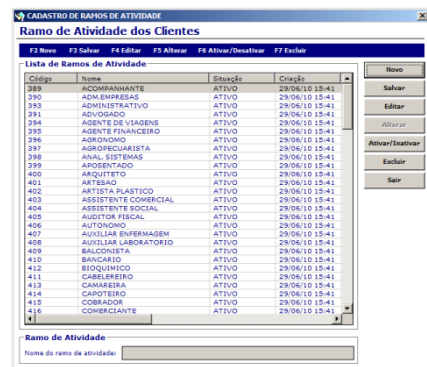 CADASTRO DE RAMOS DE ATIVIDADE
Ramo de Atividade dos Clientes
F2 Novo F3 Salvar F4 Editar F5 Alterar F6 Ativar/Desativar F7 Excluir
Lista de Ramos de Atividade
Código Nome Situação Criação
389 ACOMPANHANTE ATIVO 29/06/10 15:41
390 ADM.EMPRESAS ATIVO 29/06/10 15:41
393 ADMINISTRATIVO ATIVO 29/06/10 15:41
391 ADVOGADO ATIVO 29/06/10 15:41
394 AGENTE DE VIAGENS ATIVO 29/06/10 15:41
395 AGENTE FINANCEIRO ATIVO 29/06/10 15:41
396 AGRONOMO ATIVO 29/06/10 15:41
397 AGROPECUARISTA ATIVO 29/06/10 15:41
398 ANAL. SISTEMAS ATIVO 29/06/10 15:41
399 APOSENTADO ATIVO 29/06/10 15:41
400 ARQUITETO ATIVO 29/06/10 15:41
401 ARTESAO ATIVO 29/06/10 15:41
402 ARTISTA PLASTICO ATIVO 29/06/10 15:41
403 ASSISTENTE COMERCIAL ATIVO 29/06/10 15:41
404 ASSISTENTE SOCIAL ATIVO 29/06/10 15:41
405 AUDITOR FISCAL ATIVO 29/06/10 15:41
406 AUTONOMO ATIVO 29/06/10 15:41
407 AUXILIAR ENFERMAGEM ATIVO 29/06/10 15:41
408 AUXILIAR LABORATORIO ATIVO 29/06/10 15:41
409 BALCONISTA ATIVO 29/06/10 15:41
410 BANCARIO ATIVO 29/06/10 15:41
412 BIOQUIMICO ATIVO 29/06/10 15:41
411 CABELEREIRO ATIVO 29/06/10 15:41
413 CAMAREIRA ATIVO 29/06/10 15:41
414 CAPOTEIRO ATIVO 29/06/10 15:41
415 COBRADOR ATIVO 29/06/10 15:41
416 COMERCIANTE ATIVO 29/06/10 15:41
Novo
Salvar
Editar
Alterar
Ativar/Inativar
Excluir
Sair
Ramo de Atividade
Nome do ramo de atividade: